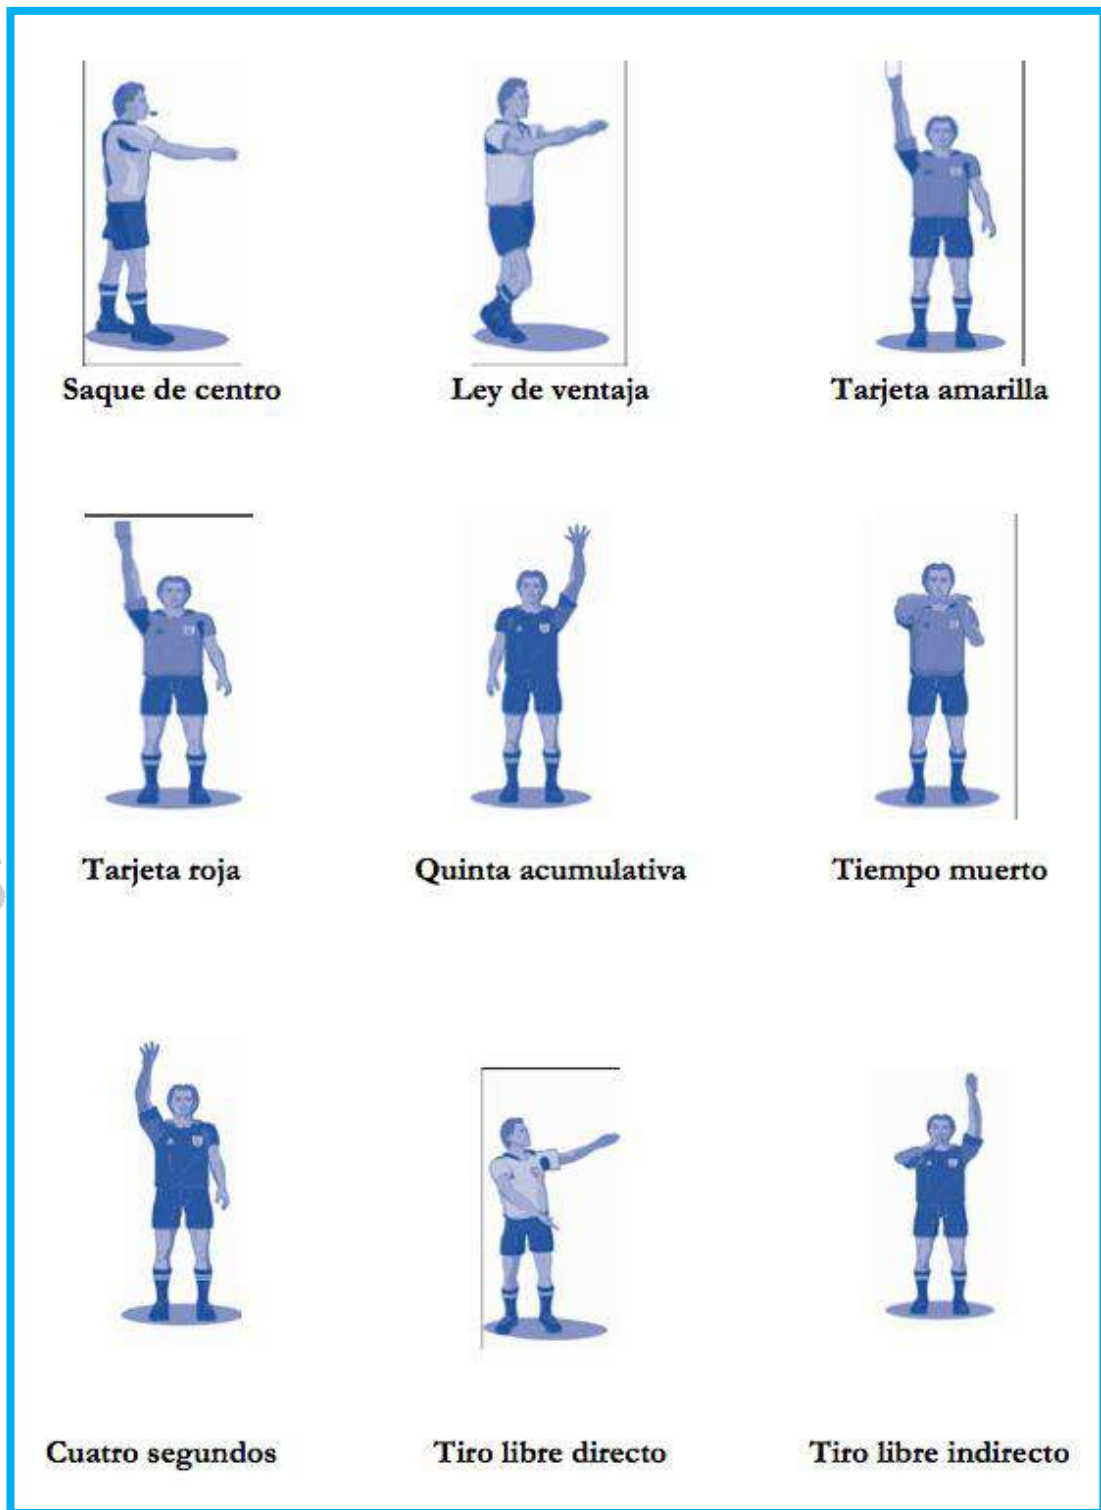 Saque de centro
Ley de ventaja
Tarjeta amarilla
Tarjeta roja
Quinta acumulativa
Tiempo muerto
Cuatro segundos
Tiro libre directo
Tiro libre indirecto